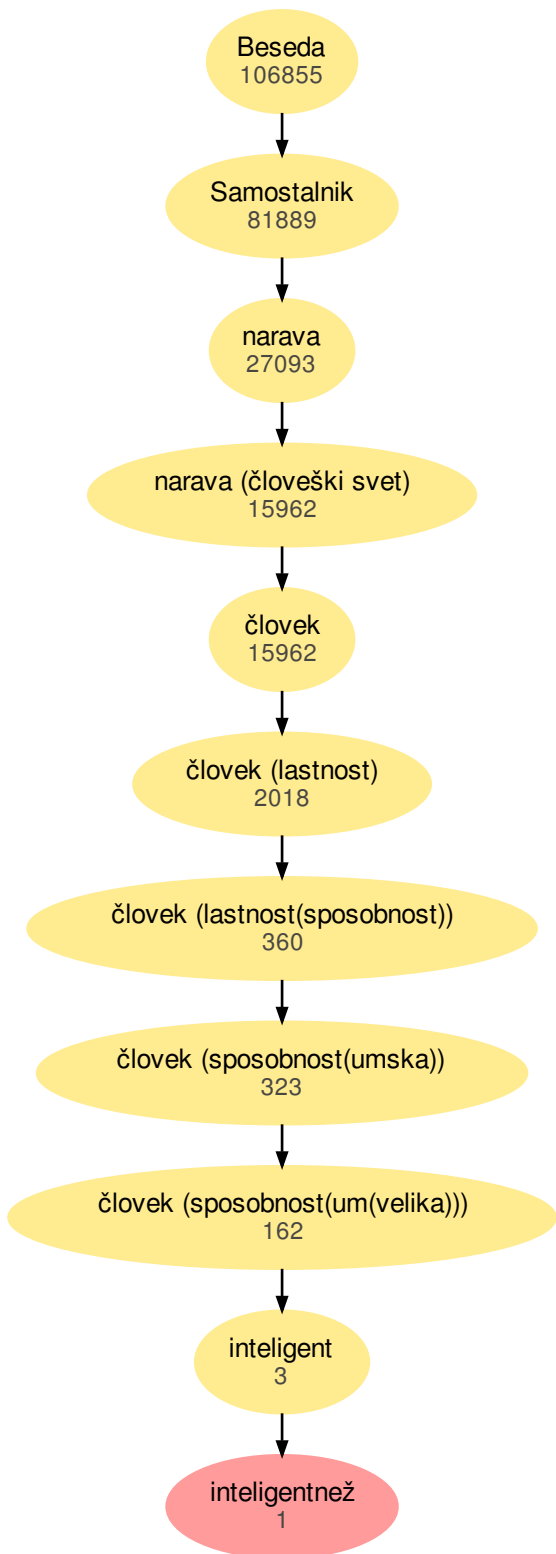 Beseda
106855
Samostalnik
81889
narava
27093
narava (človeški svet)
15962
človek
15962
človek (lastnost)
2018
človek (lastnost(sposobnost))
360
človek (sposobnost(umska))
323
človek (sposobnost(um(velika)))
162
inteligent
3
inteligentnež
1